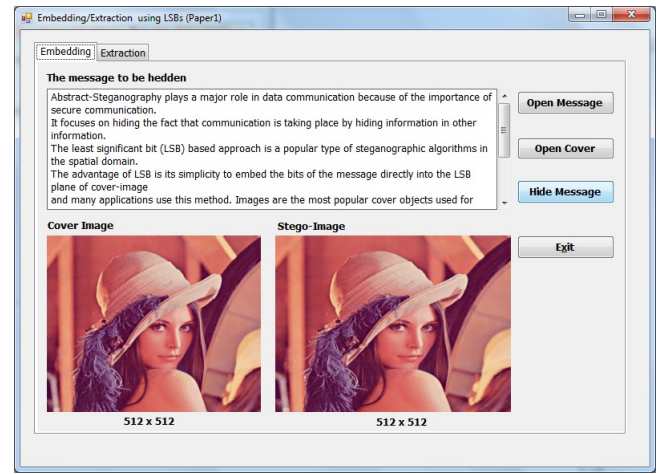 Embedding/Extraction using LSBs (Paper1)
Embedding
Extraction
The message to be hedden
Abstract-Steganography plays a major role in data communication because of the importance of
secure communication.
It focuses on hiding the fact that communication is taking place by hiding information in other
information.
The least significant bit (LSB) based approach is a popular type of steganographic algorithms in
the spatial domain.
The advantage of LSB is its simplicity to embed the bits of the message directly into the LSB
plane of cover-image
and many applications use this method. Images are the most popular cover objects used for
Open Message
Open Cover
Hide Message
Exit
Cover Image
Stego-Image
512 x 512
512 x 512